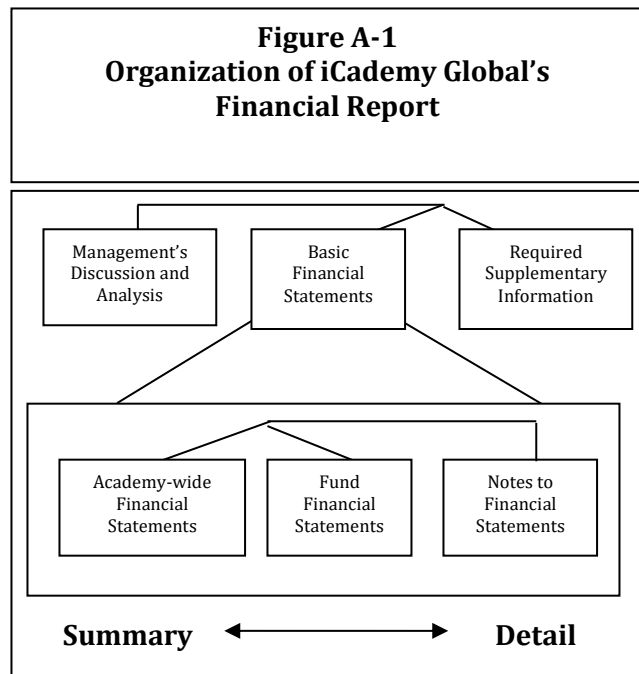 Figure A-1
Organization of iCademy Global’s
Financial Report
Management’s
Discussion and
Analysis
Basic
Financial
Statements
Required
Supplementary
Information
Academy-wide
Financial
Statements
Fund
Financial
Statements
Notes to
Financial
Statements
Summary
Detail